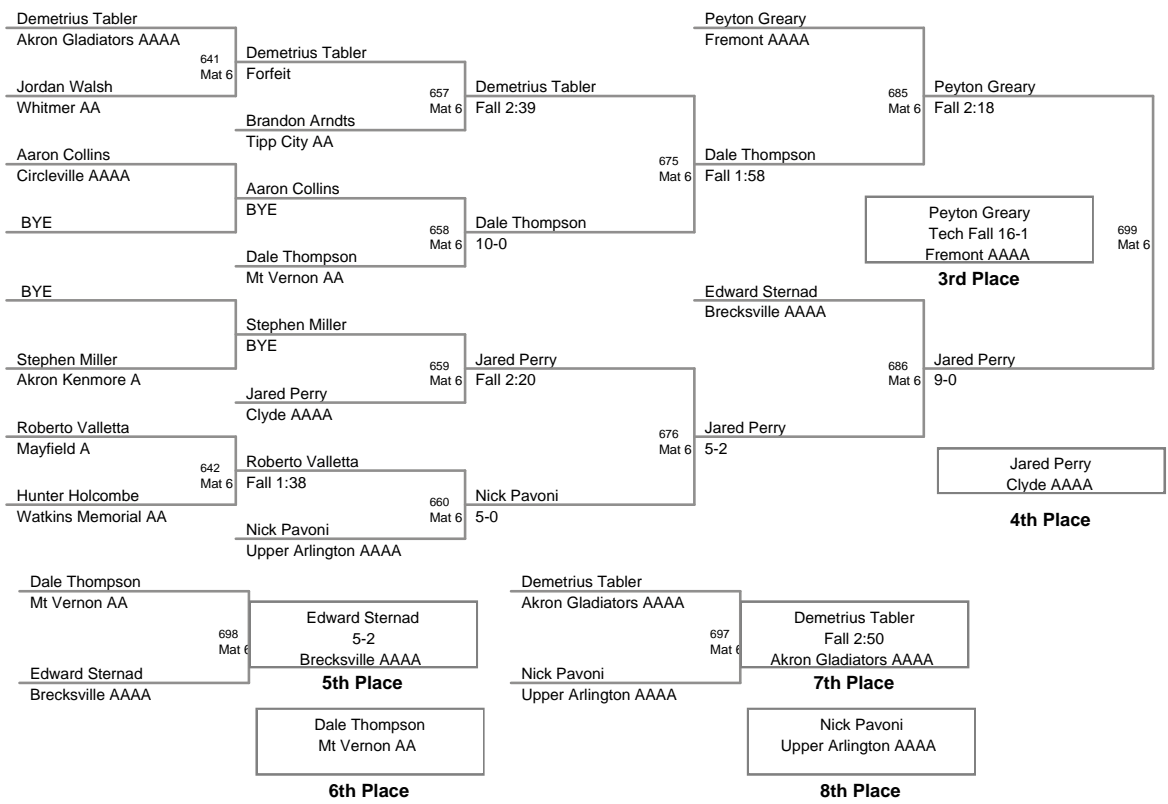 Demetrius Tabler
Akron Gladiators AAAA
641
Mat 6
Jordan Walsh
Whitmer AA
Aaron Collins
Circleville AAAA
BYE
BYE
Stephen Miller
Akron Kenmore A
Roberto Valletta
Mayfield A
642
Mat 6
Hunter Holcombe
Watkins Memorial AA
Demetrius Tabler
Forfeit
657
Mat 6
Brandon Arndts
Tipp City AA
Aaron Collins
BYE
658
Mat 6
Dale Thompson
Mt Vernon AA
Stephen Miller
BYE
659
Mat 6
Jared Perry
Clyde AAAA
Roberto Valletta
Fall 1:38
660
Mat 6
Nick Pavoni
Upper Arlington AAAA
Demetrius Tabler
Fall 2:39
675
Mat 6
Dale Thompson
10-0
Jared Perry
Fall 2:20
676
Mat 6
Nick Pavoni
5-0
Peyton Greary
Fremont AAAA
685
Mat 6
Dale Thompson
Fall 1:58
Edward Sternad
Brecksville AAAA
686
Mat 6
Jared Perry
5-2
Peyton Greary
Fall 2:18
699
Mat 6
Jared Perry
9-0
Peyton Greary
Tech Fall 16-1
Fremont AAAA
3rd Place
Jared Perry
Clyde AAAA
4th Place
Dale Thompson
Mt Vernon AA
698
Mat 6
Edward Sternad
Brecksville AAAA
Edward Sternad
5-2
Brecksville AAAA
5th Place
Dale Thompson
Mt Vernon AA
6th Place
Demetrius Tabler
Akron Gladiators AAAA
697
Mat 6
Nick Pavoni
Upper Arlington AAAA
Demetrius Tabler
Fall 2:50
Akron Gladiators AAAA
7th Place
Nick Pavoni
Upper Arlington AAAA
8th Place